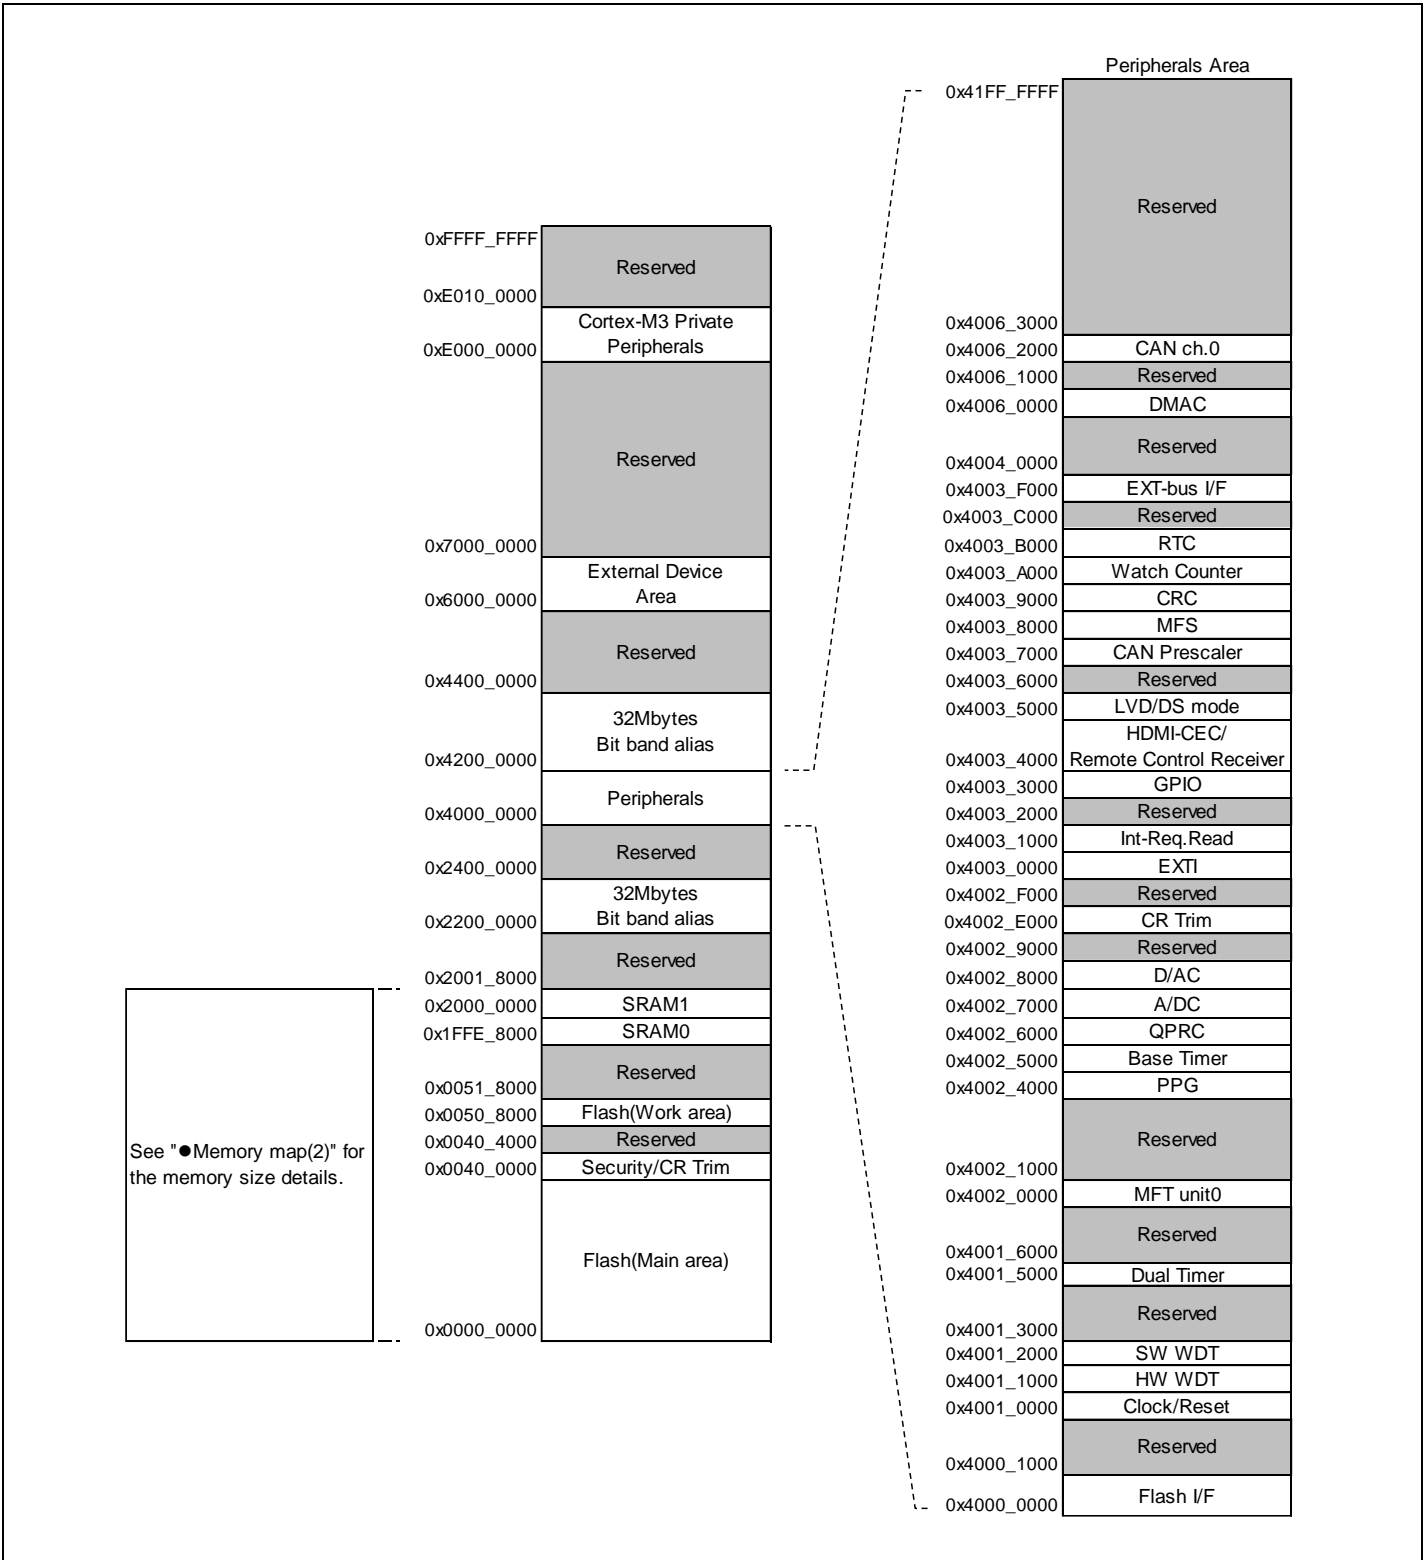 0xFFFF_FFFF
Reserved
0xE010_0000
Cortex-M3 Private
Peripherals
0xE000_0000
Reserved
0x7000_0000
External Device
Area
0x6000_0000
Reserved
0x4400_0000
32Mbytes
Bit band alias
0x4200_0000
Peripherals
0x4000_0000
Reserved
0x2400_0000
32Mbytes
Bit band alias
0x2200_0000
Reserved
0x2001_8000
0x2000_0000 SRAM1
0x1FFE_8000 SRAM0
Reserved
0x0051_8000
0x0050_8000 Flash(Work area)
0x0040_4000 Reserved
0x0040_0000 Security/CR Trim
Flash(Main area)
0x0000_0000
See "●Memory map(2)" for
the memory size details.
Peripherals Area
0x41FF_FFFF
Reserved
0x4006_3000
0x4006_2000 CAN ch.0
0x4006_1000 Reserved
0x4006_0000 DMAC
Reserved
0x4004_0000
0x4003_F000 EXT-bus I/F
0x4003_C000 Reserved
0x4003_B000 RTC
0x4003_A000 Watch Counter
0x4003_9000 CRC
0x4003_8000 MFS
0x4003_7000 CAN Prescaler
0x4003_6000 Reserved
0x4003_5000 LVD/DS mode
HDMI-CEC/
0x4003_4000 Remote Control Receiver
0x4003_3000 GPIO
0x4003_2000 Reserved
0x4003_1000 Int-Req.Read
0x4003_0000 EXTI
0x4002_F000 Reserved
0x4002_E000 CR Trim
0x4002_9000 Reserved
0x4002_8000 D/AC
0x4002_7000 A/DC
0x4002_6000 QPRC
0x4002_5000 Base Timer
0x4002_4000 PPG
Reserved
0x4002_1000
0x4002_0000 MFT unit0
Reserved
0x4001_6000
0x4001_5000 Dual Timer
Reserved
0x4001_3000
0x4001_2000 SW WDT
0x4001_1000 HW WDT
0x4001_0000 Clock/Reset
Reserved
0x4000_1000
Flash I/F
0x4000_0000